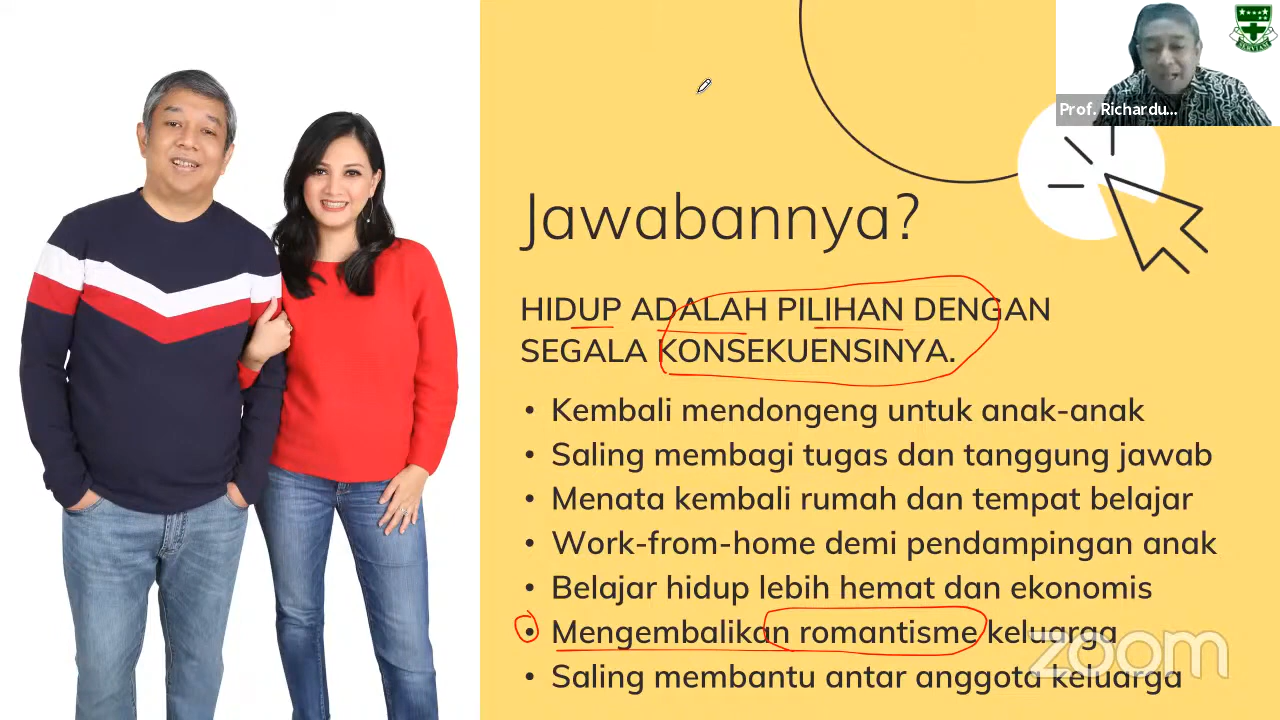 Prof. Richardu...
SERVIAM
Jawabannya?
HIDUP ADALAH PILIHAN DENGAN
SEGALA KONSEKUENSINYA.
• Kembali mendongeng untuk anak-anak
• Saling membagi tugas dan tanggung jawab
• Menata kembali rumah dan tempat belajar
• Work-from-home demi pendampingan anak
• Belajar hidup lebih hemat dan ekonomis
• Mengembalikan romantisme keluarga
• Saling membantu antar anggota keluarga
zoom